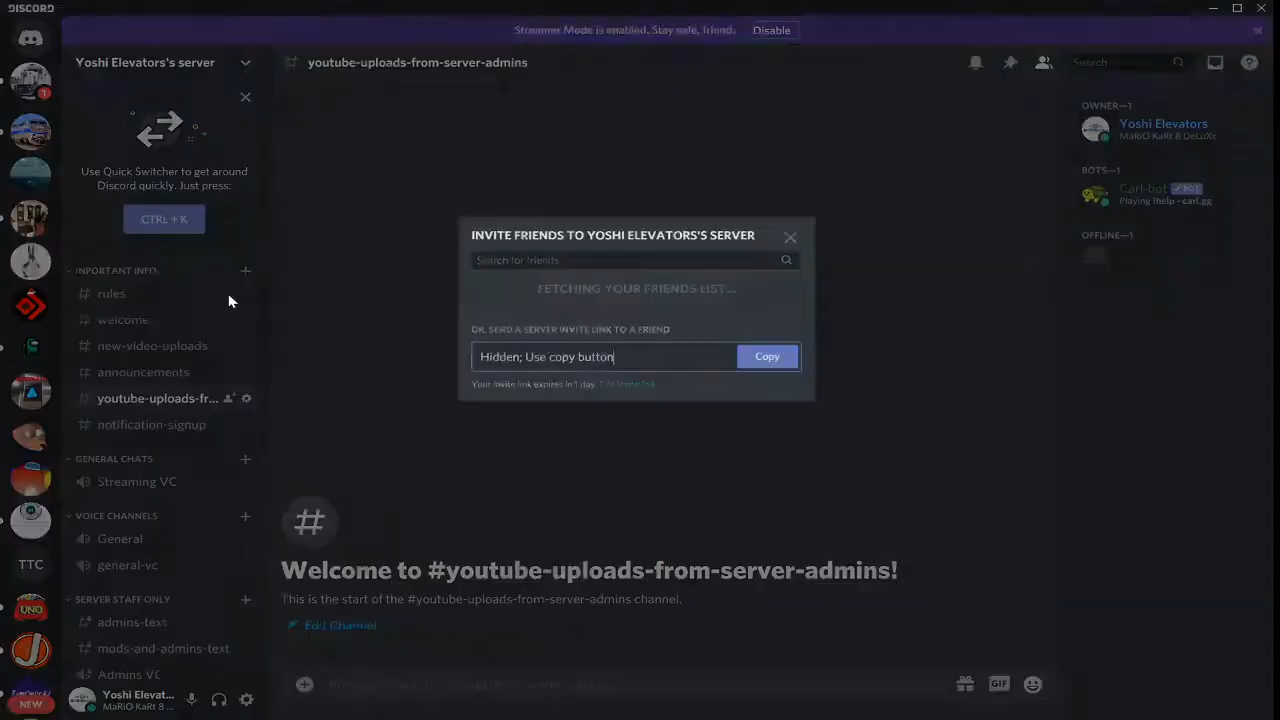 DISCORD
Streamer Mode is enabled. Stay safe, friend.
Disable
Yoshi Elevators's server
youtube-uploads-from-server-admins
Search
1
Use Quick Switcher to get around
Discord quickly. Just press:
CTRL + K
INPORTANT INFO
rules
welcome
new-video-uploads
announcements
youtube-uploads-fr...
notification-signup
GENERAL CHATS
Streaming VC
VOICE CHANNELS
General
general-vc
SERVER STAFF ONLY
admins-text
mods-and-admins-text
Admins VC
TTC
UNO
NEW
Yoshi Elevat...
MaRiO KaRt 8 DeLuXe
INVITE FRIENDS TO YOSHI ELEVATORS'S SERVER
Search for friends
FETCHING YOUR FRIENDS LIST...
OR, SEND A SERVER INVITE LINK TO A FRIEND
Hidden; Use copy button
Copy
Your invite link expires in 1 day. Edit invite link.
Welcome to #youtube-uploads-from-server-admins!
This is the start of the #youtube-uploads-from-server-admins channel.
Edit Channel
GIF
OWNER—1
Yoshi Elevators
MaRiO KaRt 8 DeLuXe
BOTS—1
Carl-bot
BOT
Playing !help - carl.gg
OFFLINE—1